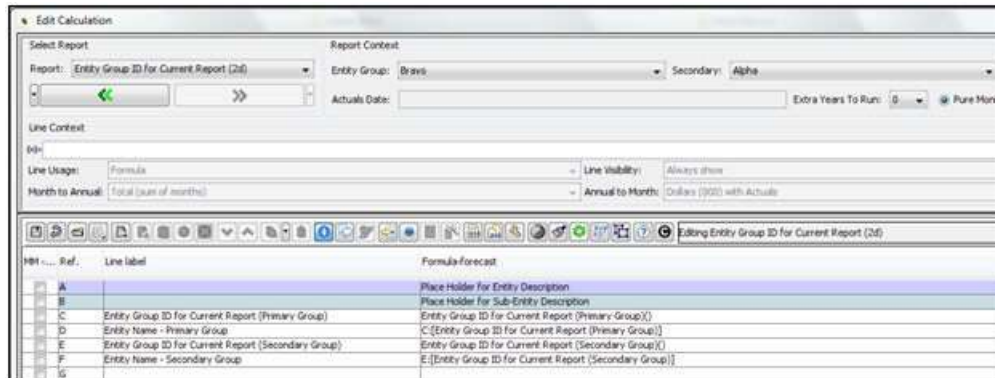 Edit Calculation
Select Report
Report Context
Report: Entity Group ID for Current Report (2d)
Entity Group: Bravo
Secondary: Alpha
Actuals Date:
Extra Years To Run: 0
Pure Mon
Line Context
Line Usage: Formula
Line Visibility: Always show
Month to Annual: Total (sum of months)
Annual to Month: Dollars (000) with Actuals
Editing Entity Group ID for Current Report (2d)
MM -... Ref. Line label Formula-forecast
A Place Holder for Entity Description
B Place Holder for Sub-Entity Description
C Entity Group ID for Current Report (Primary Group) Entity Group ID for Current Report (Primary Group)()
D Entity Name - Primary Group C:[Entity Group ID for Current Report (Primary Group)]
E Entity Group ID for Current Report (Secondary Group) Entity Group ID for Current Report (Secondary Group)()
F Entity Name - Secondary Group E:[Entity Group ID for Current Report (Secondary Group)]
G